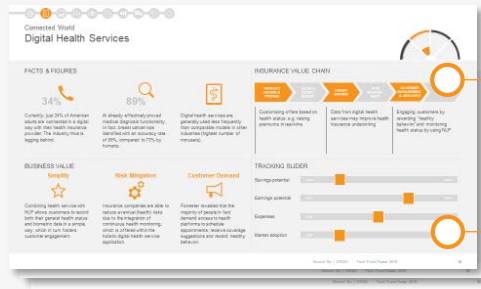 Connected World
Digital Health Services
FACTS & FIGURES
34%
89%
Currently, just 34% of American
adults are connected in a digital
way with their health insurance
provider. The industry thus is
lagging behind.
AI already effectively proved
medical diagnosis functionality.
In fact, breast cancer was
identified with an accuracy rate
of 89%, compared to 73% by
humans.
Digital health services are
generally used less frequently
than comparable models in other
industries (highest number of
nonusers).
INSURANCE VALUE CHAIN
PRODUCT
DESIGN &
PRICING
Customizing offers based on
health status, e.g. raising
premiums in real time
Data from digital health
services may improve health
insurance underwriting
Engaging customers by
rewarding "healthy
behavior" and monitoring
health status by using NLP
BUSINESS VALUE
Simplify
Combining health service with
NLP allows customers to record
both their general health status
and biometric data in a simple
way, which in turn fosters
customer engagement.
Risk Mitigation
Insurance companies are able to
reduce eventual (health) risks
due to the integration of
continuous health monitoring,
which is offered within the
holistic digital health service
application.
Customer Demand
Forrester revealed that the
majority of people in fact
demand access to health
platforms to schedule
appointments, receive coverage
suggestions and record healthy
behavior.
TRACKING SLIDER
Savings potential
Earnings potential
Expenses
Market adoption